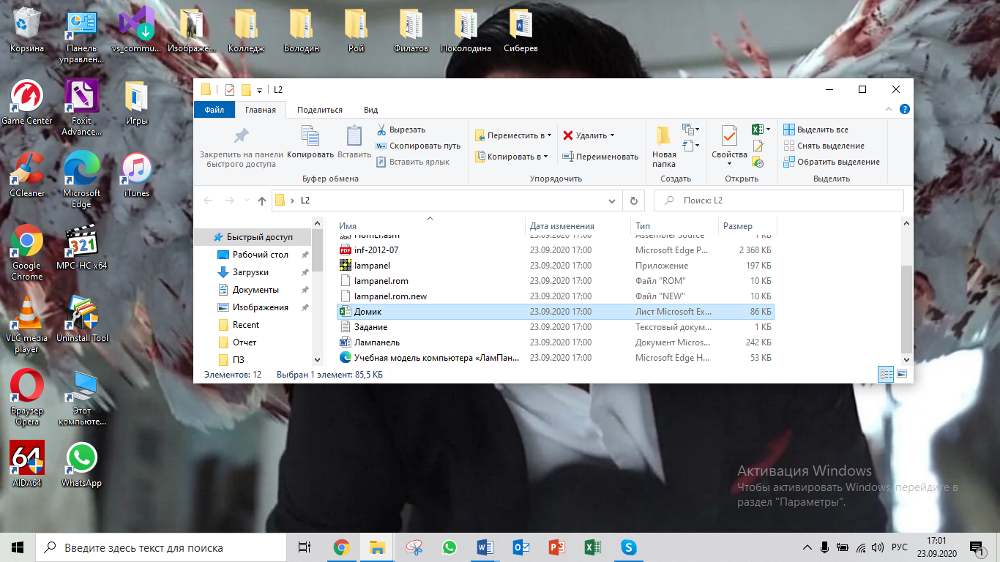 Корзина
Панель управлен...
vs_commu...
Изображе...
Колледж
Володин
Рой
Филатов
Поколодина
Сиберев
Game Center
Foxit Advance...
Игры
CCleaner
Microsoft Edge
iTunes
Google Chrome
MPC-HC x64
VLC media player
Uninstall Tool
Браузер Opera
Этот компьюте...
AIDA64
WhatsApp
L2
Файл
Главная
Поделиться
Вид
Закрепить на панели быстрого доступа
Копировать
Вставить
Вырезать
Скопировать путь
Вставить ярлык
Буфер обмена
Переместить в
Копировать в
Удалить
Переименовать
Упорядочить
Новая папка
Создать
Свойства
Открыть
Выделить все
Снять выделение
Обратить выделение
Выделить
L2
Поиск: L2
Быстрый доступ
Рабочий стол
Загрузки
Документы
Изображения
Recent
Отчет
ПЗ
Имя Дата изменения Тип Размер
23.09.2020 17:00 Assembler Source 1 КБ
inf-2012-07 23.09.2020 17:00 Microsoft Edge P... 2 368 КБ
lampanel 23.09.2020 17:00 Приложение 197 КБ
lampanel.rom 23.09.2020 17:00 Файл "ROM" 10 КБ
lampanel.rom.new 23.09.2020 17:00 Файл "NEW" 10 КБ
Домик 23.09.2020 17:00 Лист Microsoft Ex... 86 КБ
Задание 23.09.2020 17:00 Текстовый докум... 1 КБ
Лампанель 23.09.2020 17:00 Документ Micros... 242 КБ
Учебная модель компьютера «ЛамПан... 23.09.2020 17:00 Microsoft Edge H... 53 КБ
Элементов: 12 Выбран 1 элемент: 85,5 КБ
Активация Windows
Чтобы активировать Windows, перейдите в
раздел "Параметры".
Введите здесь текст для поиска
РУС
17:01
23.09.2020
1